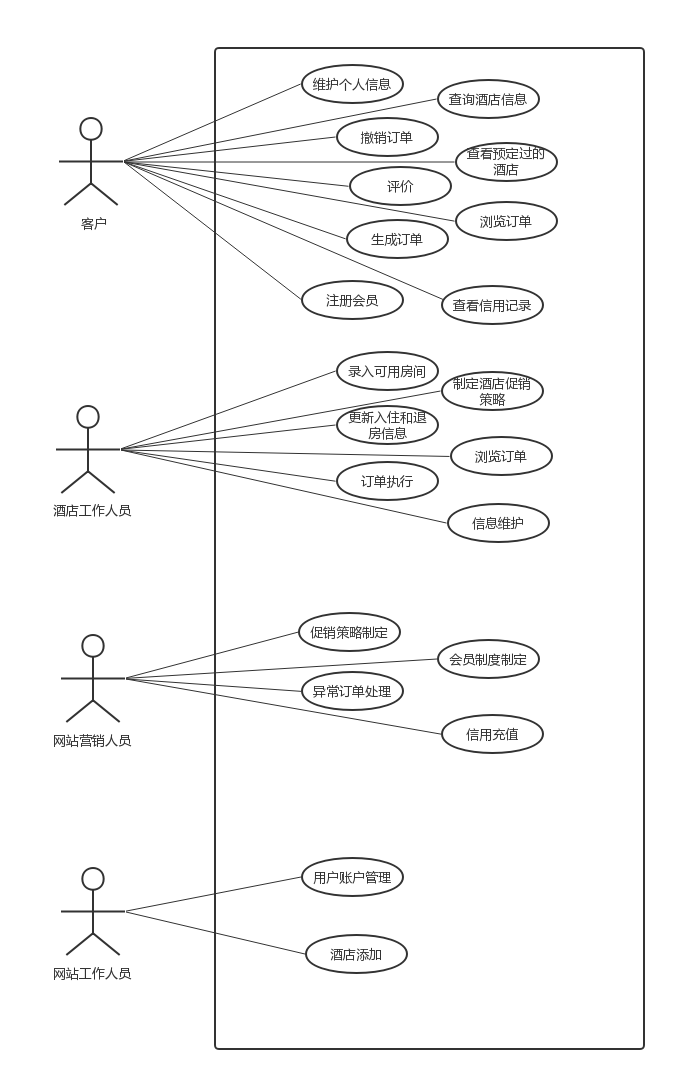 维护个人信息
查询酒店信息
撤销订单
查看预定过的
酒店
评价
浏览订单
客户
生成订单
注册会员
查看信用记录
录入可用房间
制定酒店促销
策略
更新入住和退
房信息
浏览订单
订单执行
酒店工作人员
信息维护
促销策略制定
会员制度制定
异常订单处理
信用充值
网站营销人员
用户账户管理
酒店添加
网站工作人员